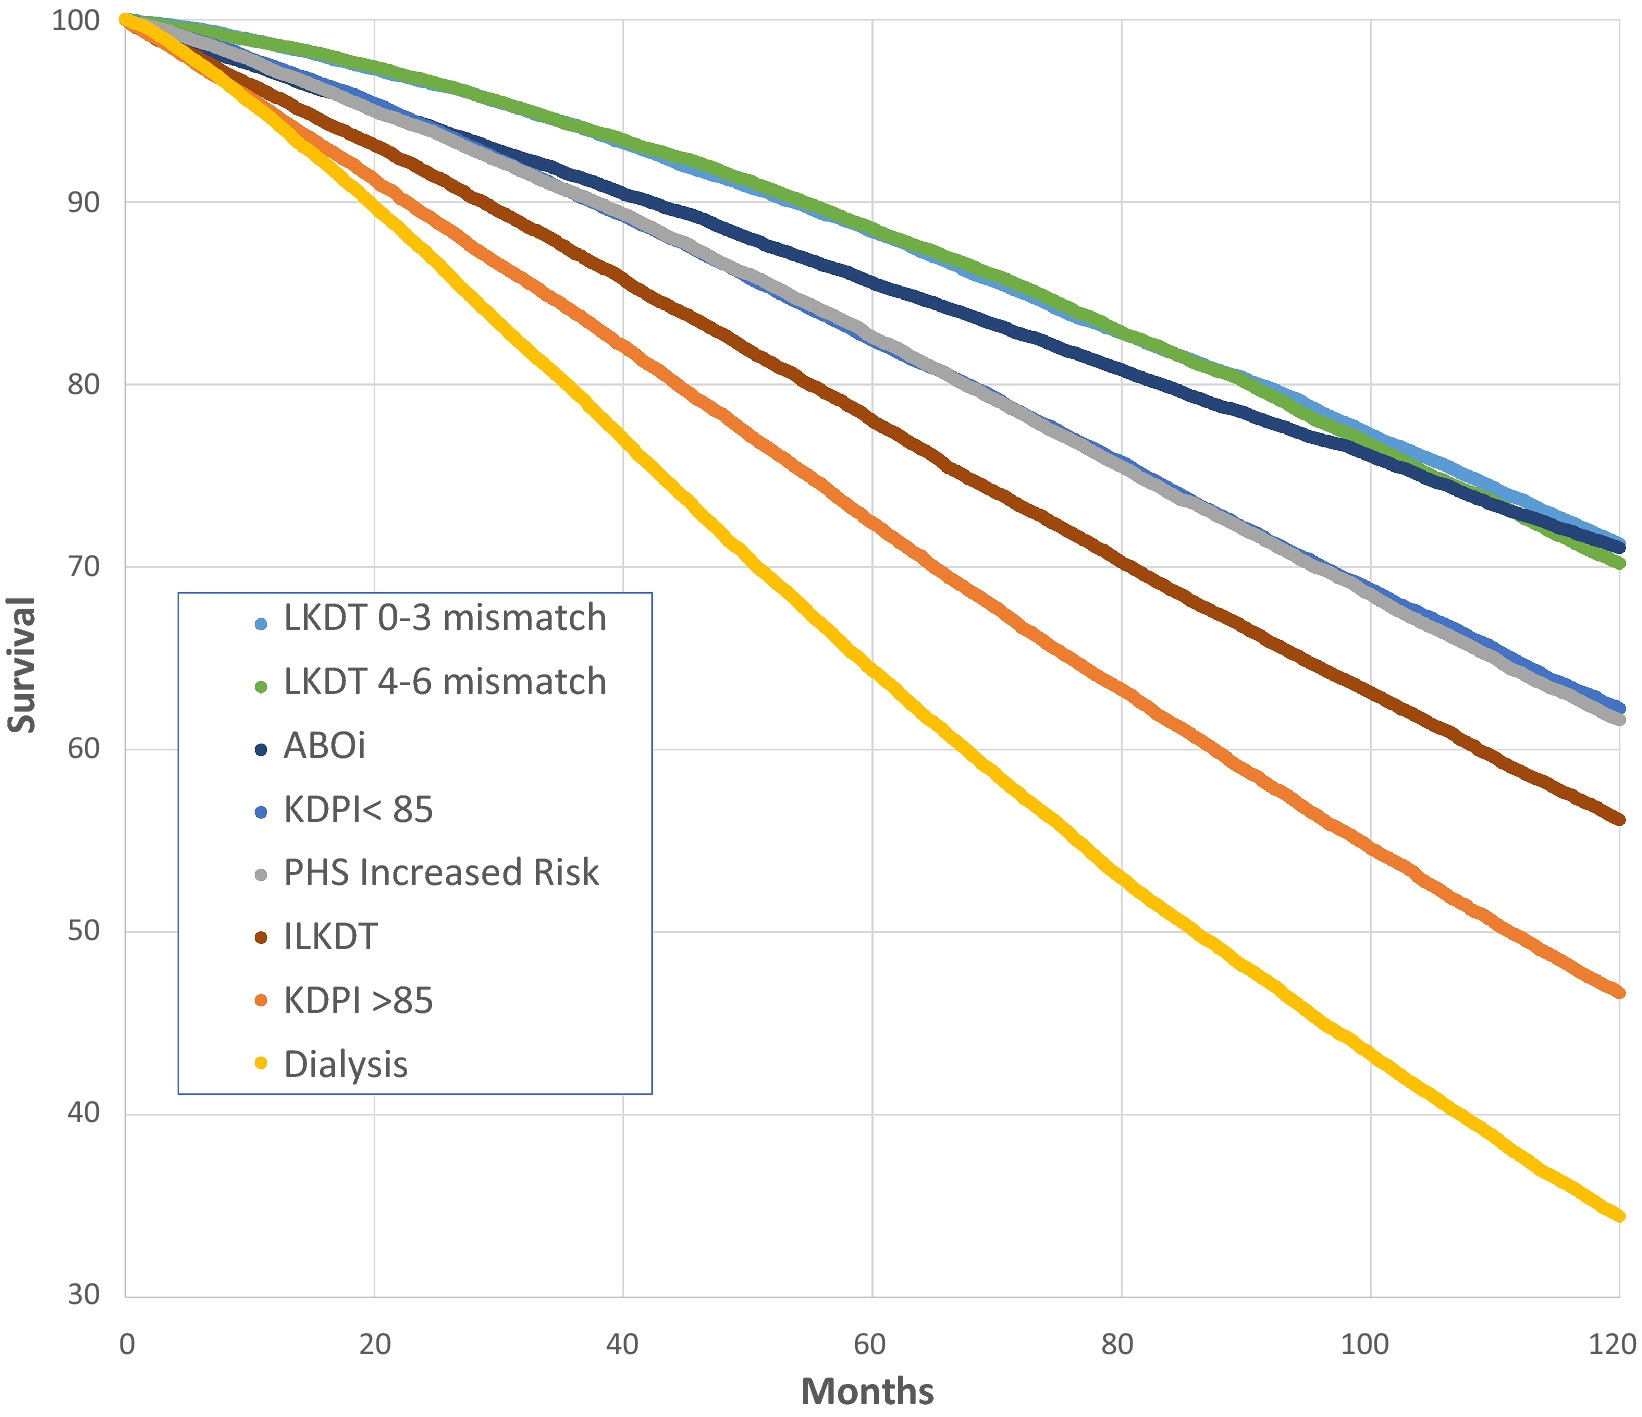 100
90
80
70
60
50
40
30
Survival
LKDT 0-3 mismatch
LKDT 4-6 mismatch
ABOi
KDPI< 85
PHS Increased Risk
ILKDT
KDPI >85
Dialysis
0 20 40 60 80 100 120
Months